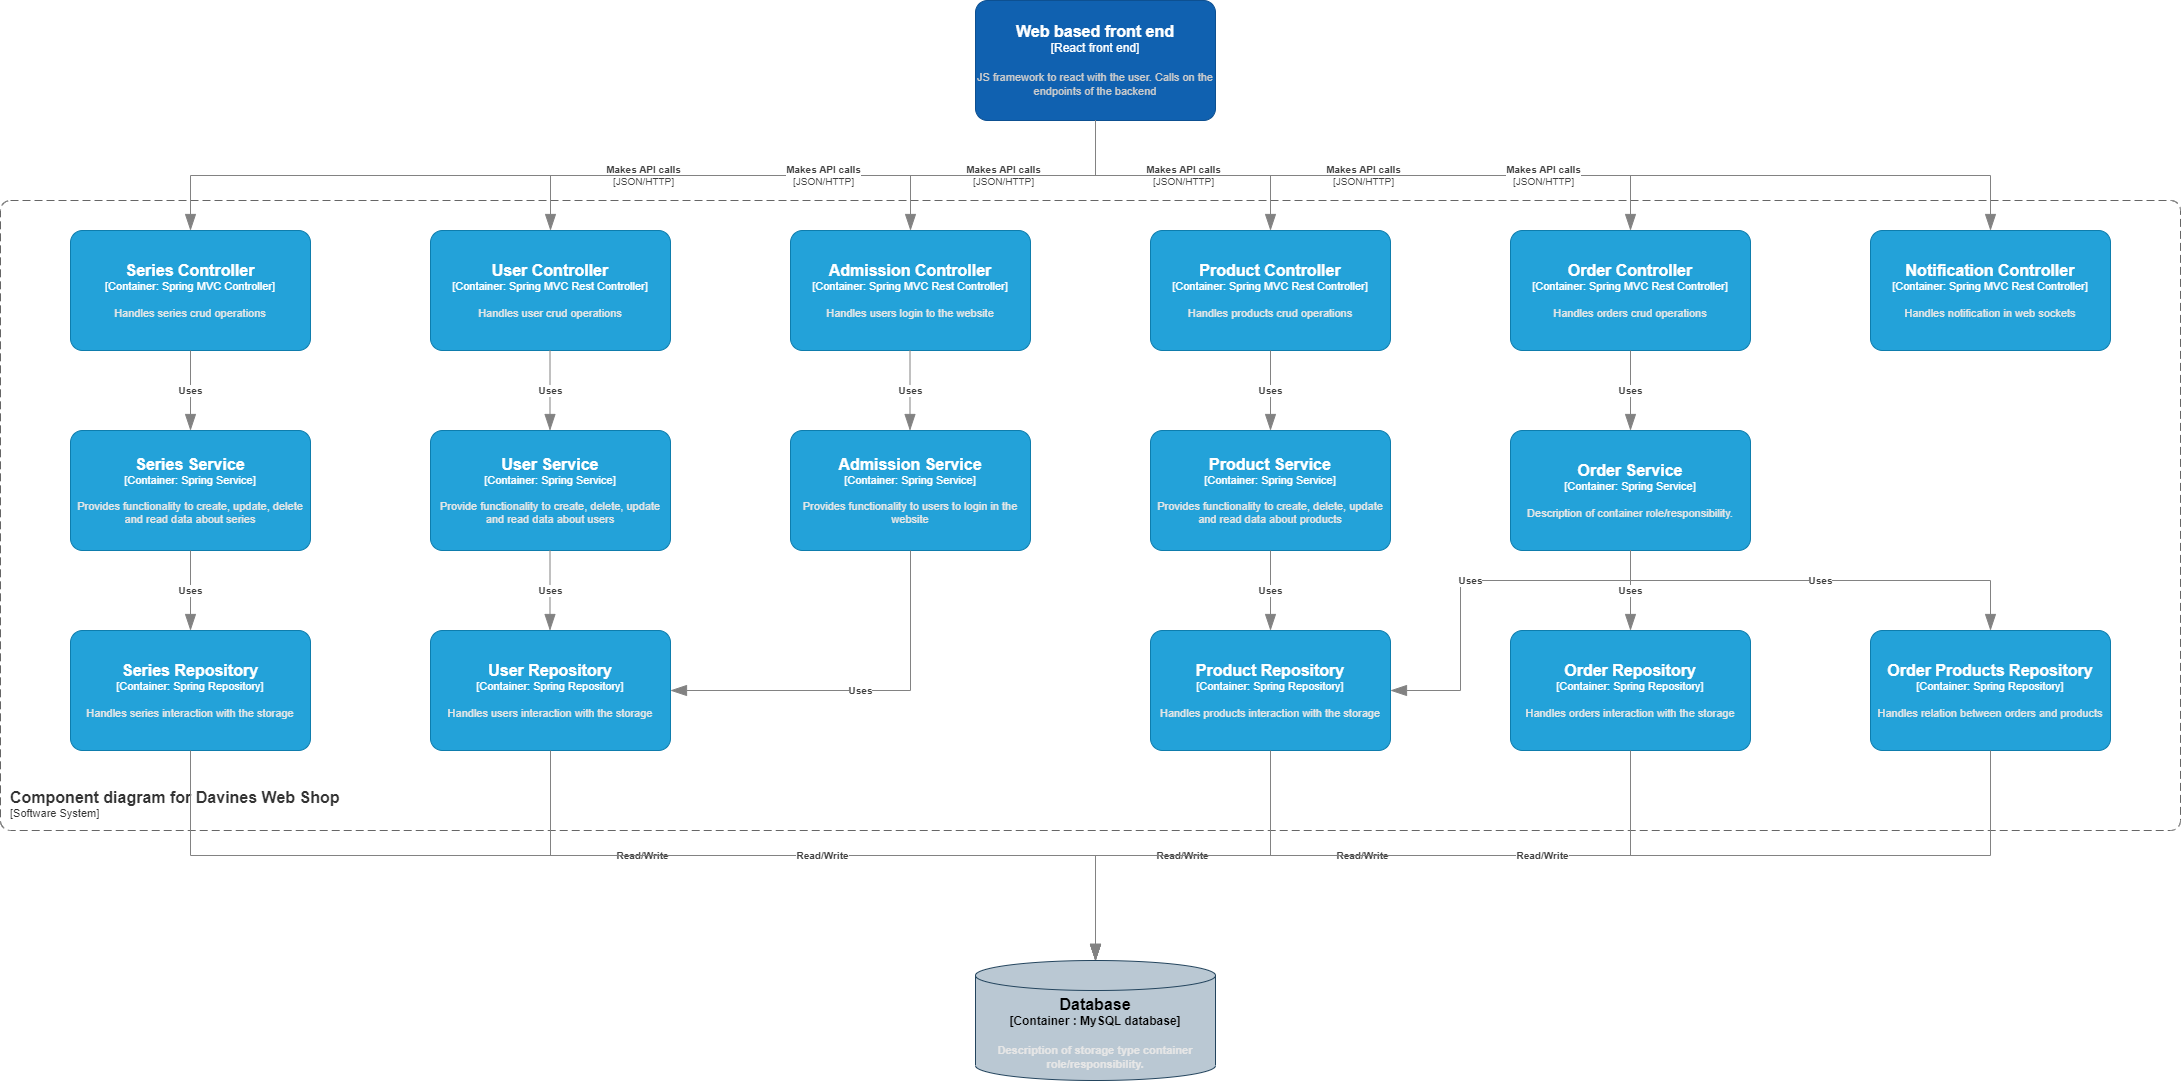 Web based front end
[React front end]
JS framework to react with the user. Calls on the
endpoints of the backend
Makes API calls
[JSON/HTTP]
Makes API calls
[JSON/HTTP]
Makes API calls
[JSON/HTTP]
Makes API calls
[JSON/HTTP]
Makes API calls
[JSON/HTTP]
Makes API calls
[JSON/HTTP]
Series Controller
[Container: Spring MVC Controller]
Handles series crud operations
User Controller
[Container: Spring MVC Rest Controller]
Handles user crud operations
Admission Controller
[Container: Spring MVC Rest Controller]
Handles users login to the website
Product Controller
[Container: Spring MVC Rest Controller]
Handles products crud operations
Order Controller
[Container: Spring MVC Rest Controller]
Handles orders crud operations
Notification Controller
[Container: Spring MVC Rest Controller]
Handles notification in web sockets
Uses
Uses
Uses
Uses
Uses
Series Service
[Container: Spring Service]
Provides functionality to create, update, delete
and read data about series
User Service
[Container: Spring Service]
Provide functionality to create, delete, update
and read data about users
Admission Service
[Container: Spring Service]
Provides functionality to users to login in the
website
Product Service
[Container: Spring Service]
Provides functionality to create, delete, update
and read data about products
Order Service
[Container: Spring Service]
Description of container role/responsibility.
Uses
Uses
Uses
Uses
Uses
Uses
Series Repository
[Container: Spring Repository]
Handles series interaction with the storage
User Repository
[Container: Spring Repository]
Handles users interaction with the storage
Uses
Product Repository
[Container: Spring Repository]
Handles products interaction with the storage
Order Repository
[Container: Spring Repository]
Handles orders interaction with the storage
Order Products Repository
[Container: Spring Repository]
Handles relation between orders and products
Component diagram for Davines Web Shop
[Software System]
Read/Write
Read/Write
Read/Write
Read/Write
Read/Write
Database
[Container : MySQL database]
Description of storage type container
role/responsibility.